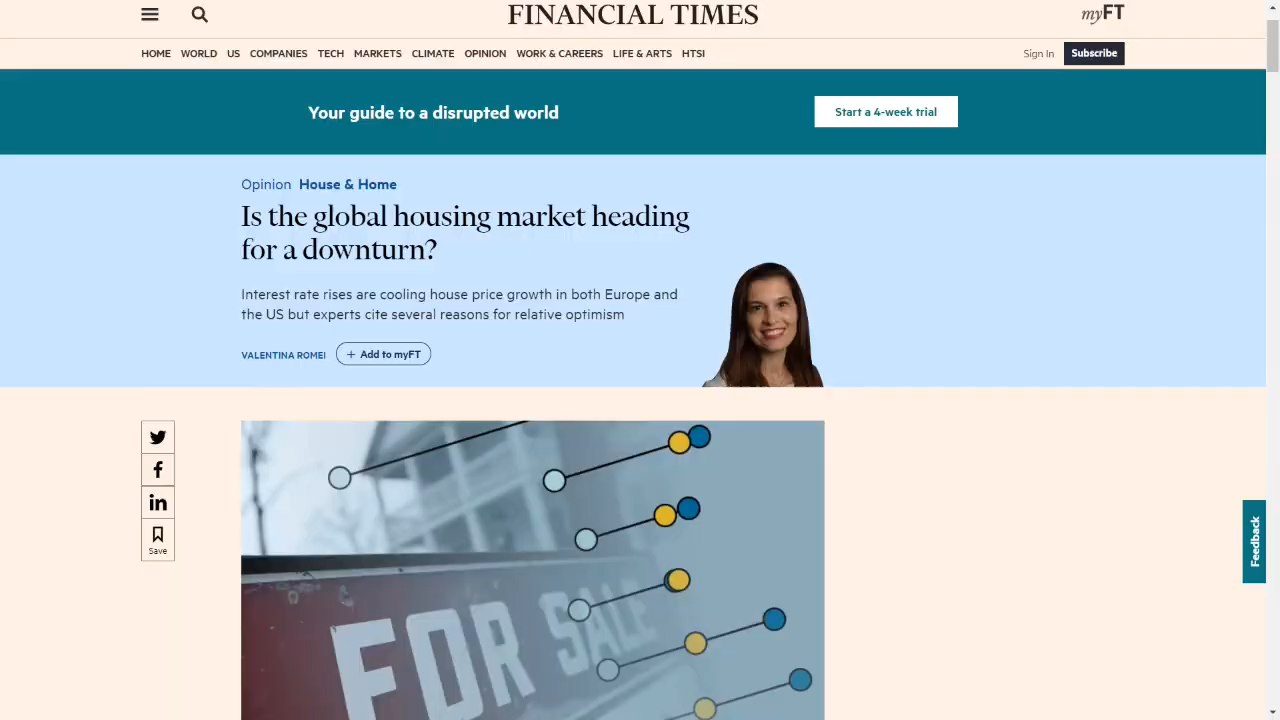 FINANCIAL TIMES
myFT
HOME WORLD US COMPANIES TECH MARKETS CLIMATE OPINION WORK & CAREERS LIFE & ARTS HTSI
Sign In Subscribe
Your guide to a disrupted world
Start a 4-week trial
Opinion House & Home
Is the global housing market heading
for a downturn?
Interest rate rises are cooling house price growth in both Europe and
the US but experts cite several reasons for relative optimism
VALENTINA ROMEI
+ Add to myFT
Save
FOR SALE
Feedback